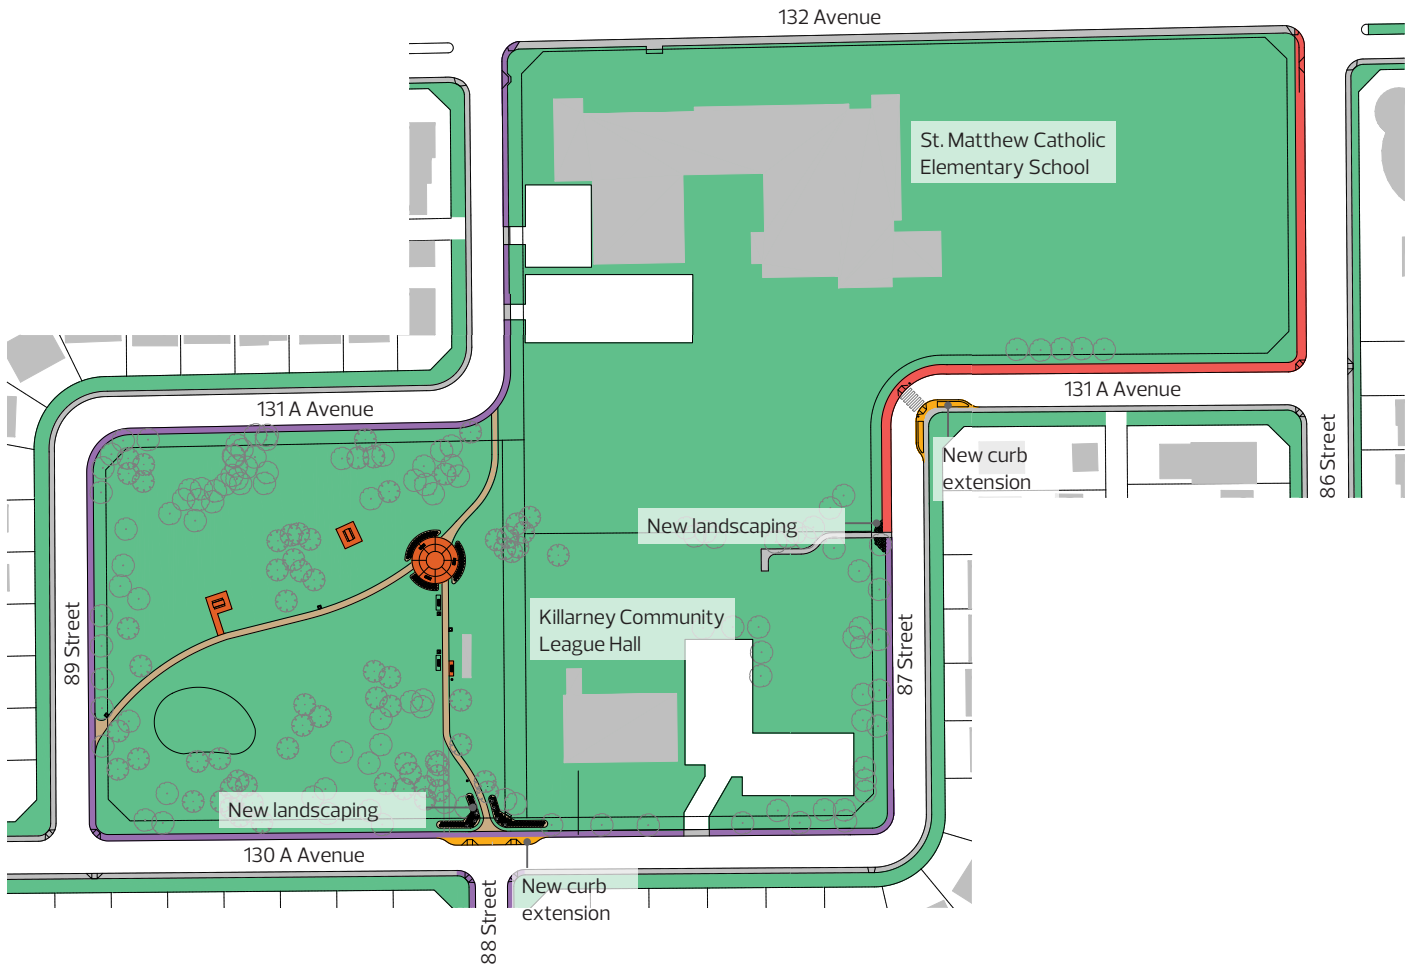 132 Avenue
St. Matthew Catholic
Elementary School
131 A Avenue
131 A Avenue
86 Street
New curb
extension
New landscaping
Killarney Community
League Hall
89 Street
87 Street
New landscaping
130 A Avenue
New curb
extension
88 Street